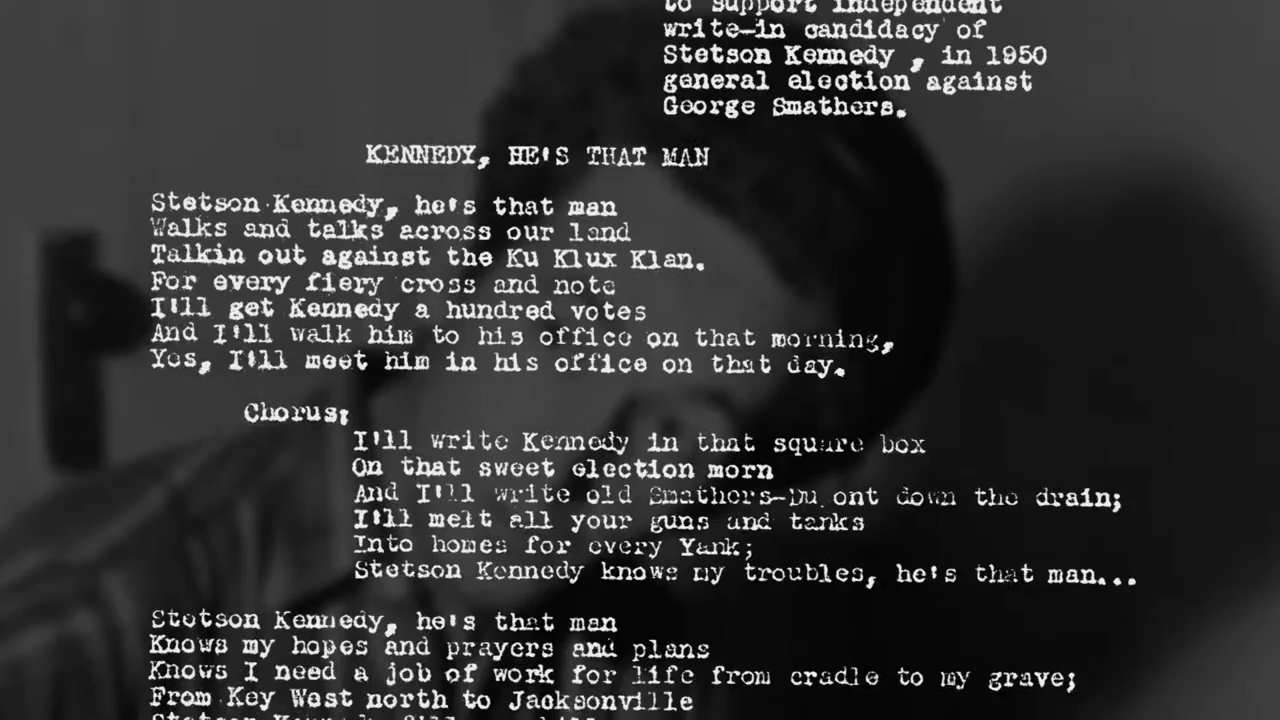 to support independent
write-in candidacy of
Stetson Kennedy , in 1950
general election against
George Smathers.
KENNEDY, HE'S THAT MAN
Stetson Kennedy, he's that man
Walks and talks across our land
Talkin out against the Ku Klux Klan.
For every fiery cross and note
I'll get Kennedy a hundred votes
And I'll walk him to his office on that morning,
Yes, I'll meet him in his office on that day.
Chorus:
I'll write Kennedy in that square box
On that sweet election morn
And I'll write old Smathers-Du ont down the drain;
I'll melt all your guns and tanks
Into homes for every Yank;
Stetson Kennedy knows my troubles, he's that man...
Stetson Kennedy, he's that man
Knows my hopes and prayers and plans
Knows I need a job of work for life from cradle to my grave;
From Key West north to Jacksonville
Stetson Kennedy